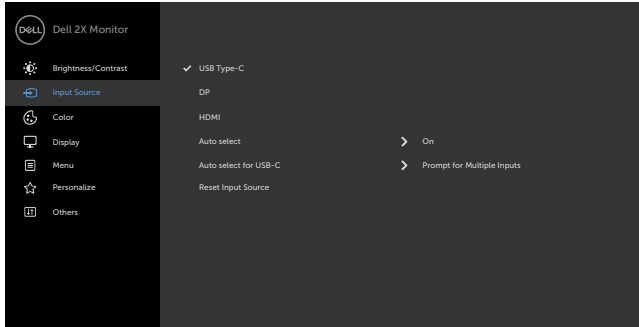 DELL Dell 2X Monitor
Brightness/Contrast USB Type-C
Input Source DP
Color HDMI
Display Auto select On
Menu Auto select for USB-C Prompt for Multiple Inputs
Personalize Reset Input Source
Others